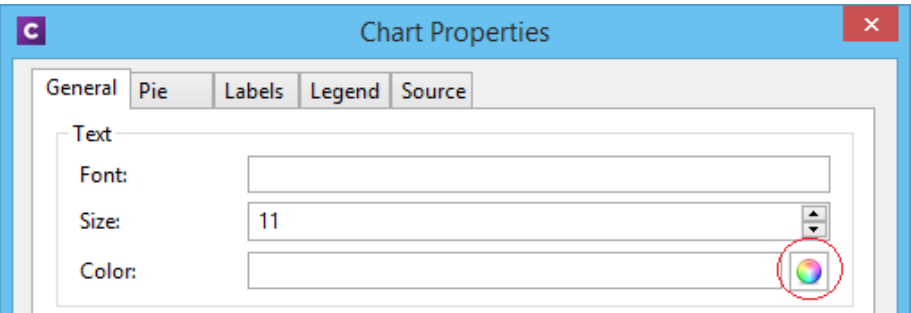 C Chart Properties ×
General Pie Labels Legend Source
Text
Font:
Size: 11
Color: